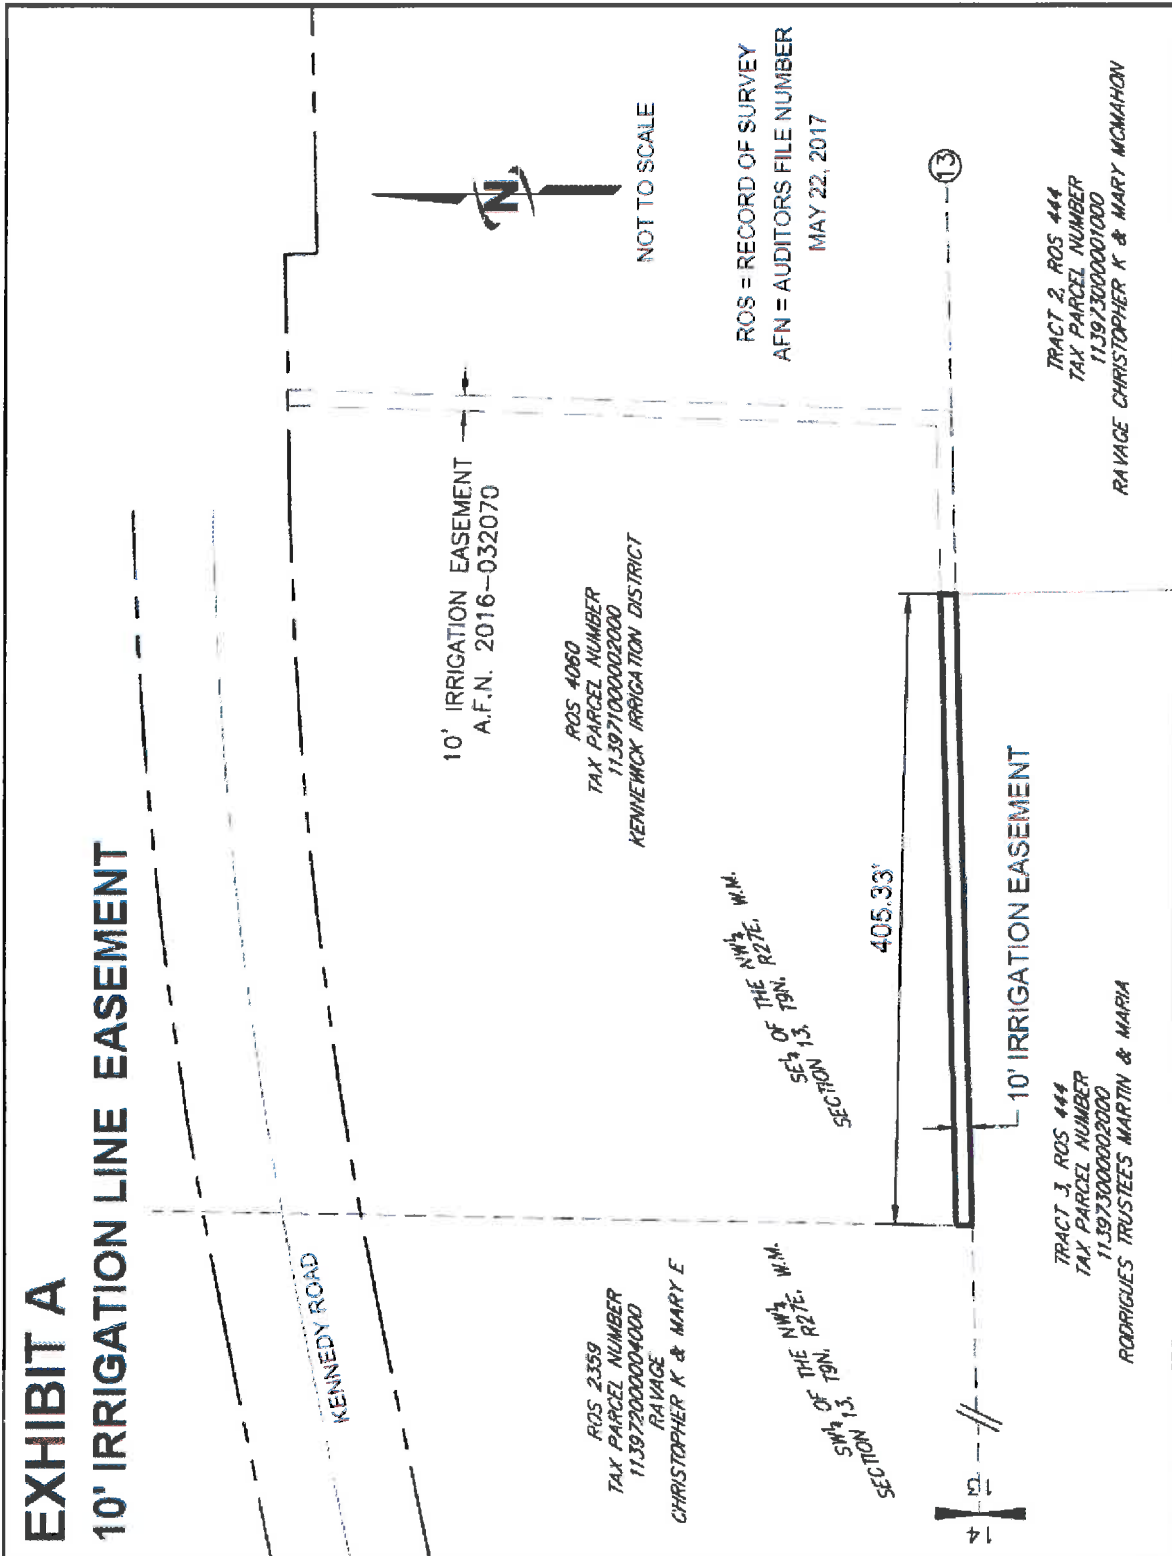 EXHIBIT A
10' IRRIGATION LINE EASEMENT
KENNEDY ROAD
10' IRRIGATION EASEMENT
A.F.N. 2016-032070
N
NOT TO SCALE
ROS = RECORD OF SURVEY
AFN = AUDITORS FILE NUMBER
MAY 22, 2017
ROS 2359
TAX PARCEL NUMBER
113972000004000
RAVAGE
CHRISTOPHER K & MARY E
ROS 4060
TAX PARCEL NUMBER
113971000002000
KENNEWICK IRRIGATION DISTRICT
SW¼ OF THE NW¼
SECTION 13, T9N, R27E, W.M.
SE¼ OF THE NW¼
SECTION 13, T9N, R27E, W.M.
405.33'
14
13
13
10' IRRIGATION EASEMENT
TRACT 3, ROS 444
TAX PARCEL NUMBER
113973000002000
RODRIGUES TRUSTEES MARTIN & MARIA
TRACT 2, ROS 444
TAX PARCEL NUMBER
113973000001000
RAVAGE CHRISTOPHER K & MARY MCMAHON